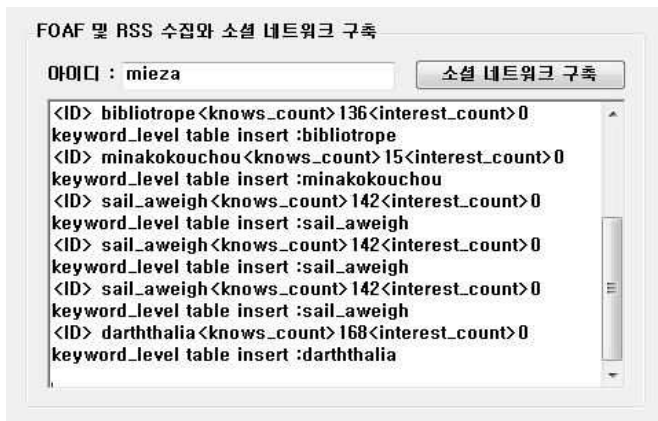 FOAF 및 RSS 수집와 소셜 네트워크 구축
아이디 : mieza
소셜 네트워크 구축
<ID> bibliotrope<knows_count>136<interest_count>0
keyword_level table insert :bibliotrope
<ID> minakokouchou<knows_count>15<interest_count>0
keyword_level table insert :minakokouchou
<ID> sail_aweigh<knows_count>142<interest_count>0
keyword_level table insert :sail_aweigh
<ID> sail_aweigh<knows_count>142<interest_count>0
keyword_level table insert :sail_aweigh
<ID> sail_aweigh<knows_count>142<interest_count>0
keyword_level table insert :sail_aweigh
<ID> darththalia<knows_count>168<interest_count>0
keyword_level table insert :darththalia